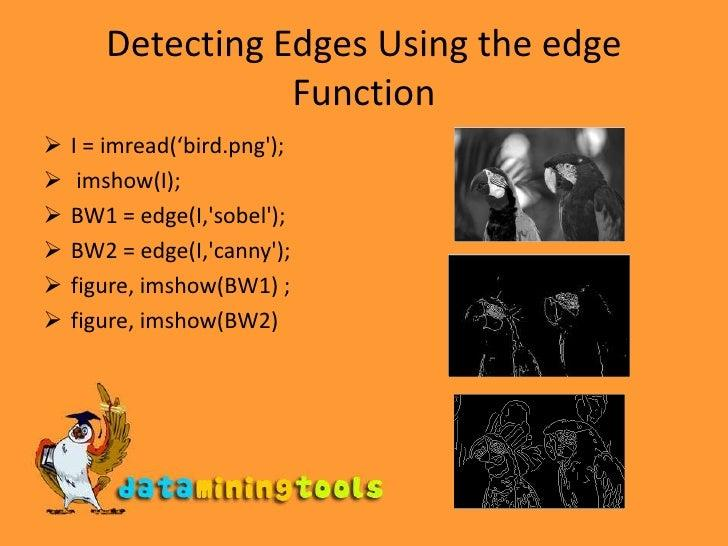 Detecting Edges Using the edge
Function
➢ I = imread(‘bird.png');
➢ imshow(I);
➢ BW1 = edge(I,'sobel');
➢ BW2 = edge(I,'canny');
➢ figure, imshow(BW1) ;
➢ figure, imshow(BW2)
dataminingtools